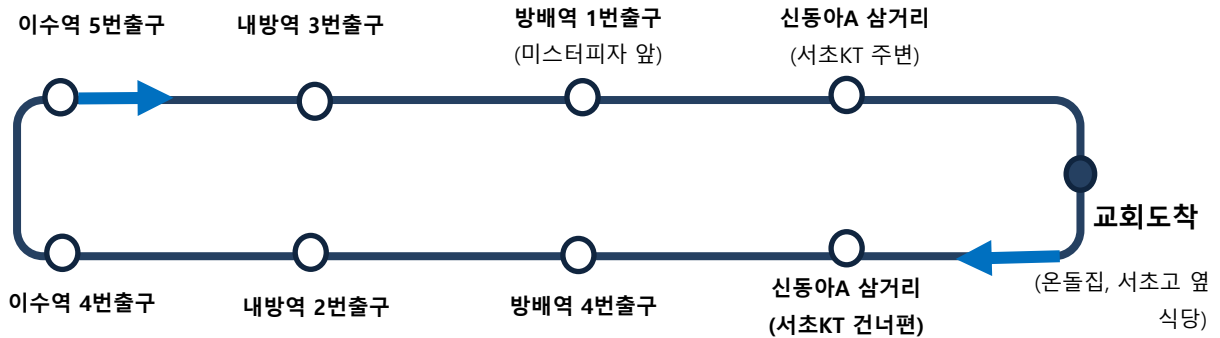 이수역 5번출구
내방역 3번출구
방배역 1번출구
(미스터피자 앞)
신동아A 삼거리
(서초KT 주변)
교회도착
(온돌집, 서초고 옆
식당)
신동아A 삼거리
(서초KT 건너편)
방배역 4번출구
내방역 2번출구
이수역 4번출구